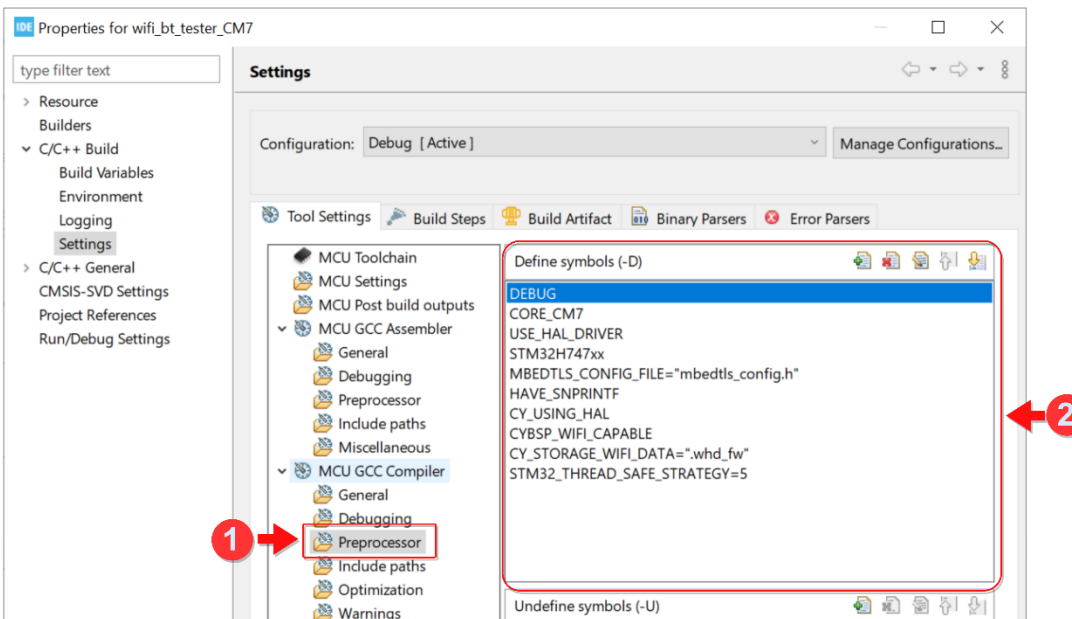 IDE Properties for wifi_bt_tester_CM7
type filter text
Settings
Resource
Builders
C/C++ Build
Build Variables
Environment
Logging
Settings
C/C++ General
CMSIS-SVD Settings
Project References
Run/Debug Settings
Configuration: Debug [ Active ] Manage Configurations...
Tool Settings Build Steps Build Artifact 010 Binary Parsers Error Parsers
MCU Toolchain
MCU Settings
MCU Post build outputs
MCU GCC Assembler
General
Debugging
Preprocessor
Include paths
Miscellaneous
MCU GCC Compiler
General
Debugging
1 Preprocessor
Include paths
Optimization
Warnings
Define symbols (-D)
DEBUG
CORE_CM7
USE_HAL_DRIVER
STM32H747xx
MBEDTLS_CONFIG_FILE="mbedtls_config.h"
HAVE_SNPRINTF
CY_USING_HAL
CYBSP_WIFI_CAPABLE
CY_STORAGE_WIFI_DATA=".whd_fw"
STM32_THREAD_SAFE_STRATEGY=5
2
Undefine symbols (-U)